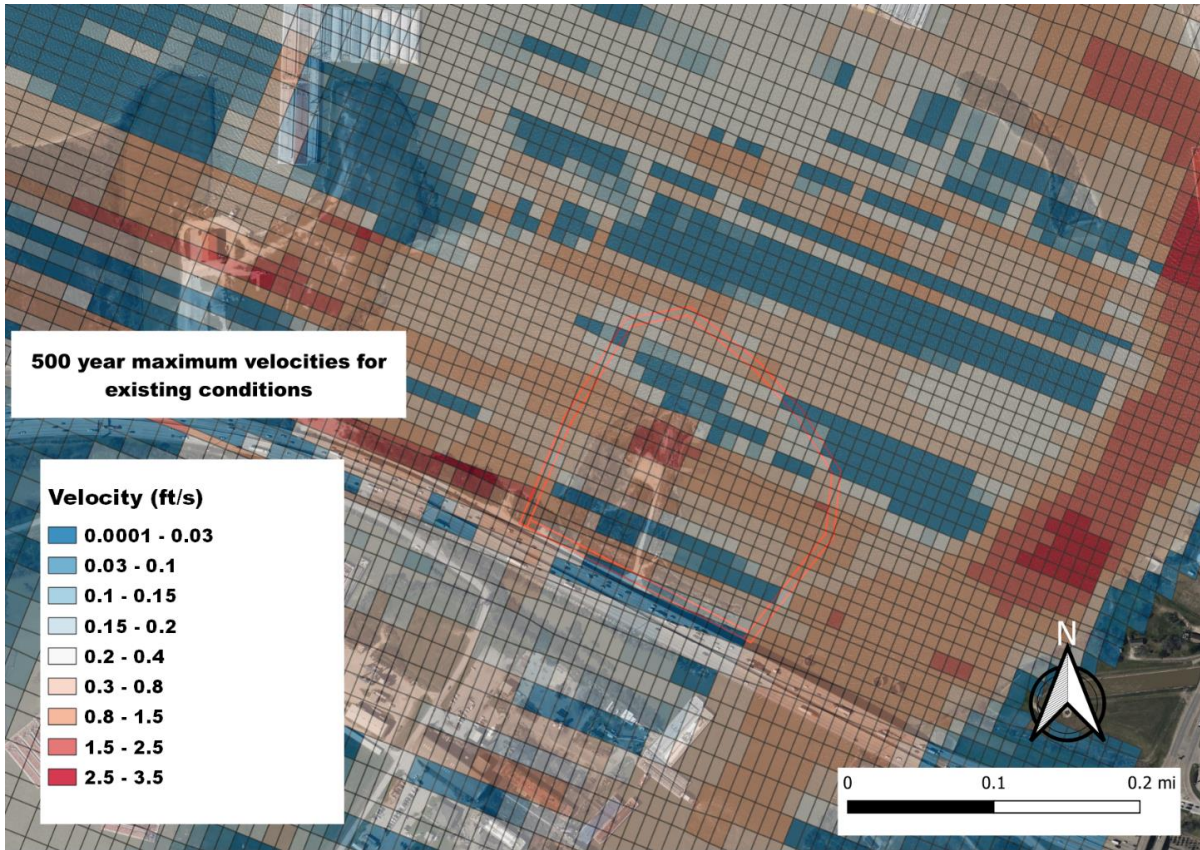 500 year maximum velocities for
existing conditions
Velocity (ft/s)
0.0001 - 0.03
0.03 - 0.1
0.1 - 0.15
0.15 - 0.2
0.2 - 0.4
0.3 - 0.8
0.8 - 1.5
1.5 - 2.5
2.5 - 3.5
N
0 0.1 0.2 mi